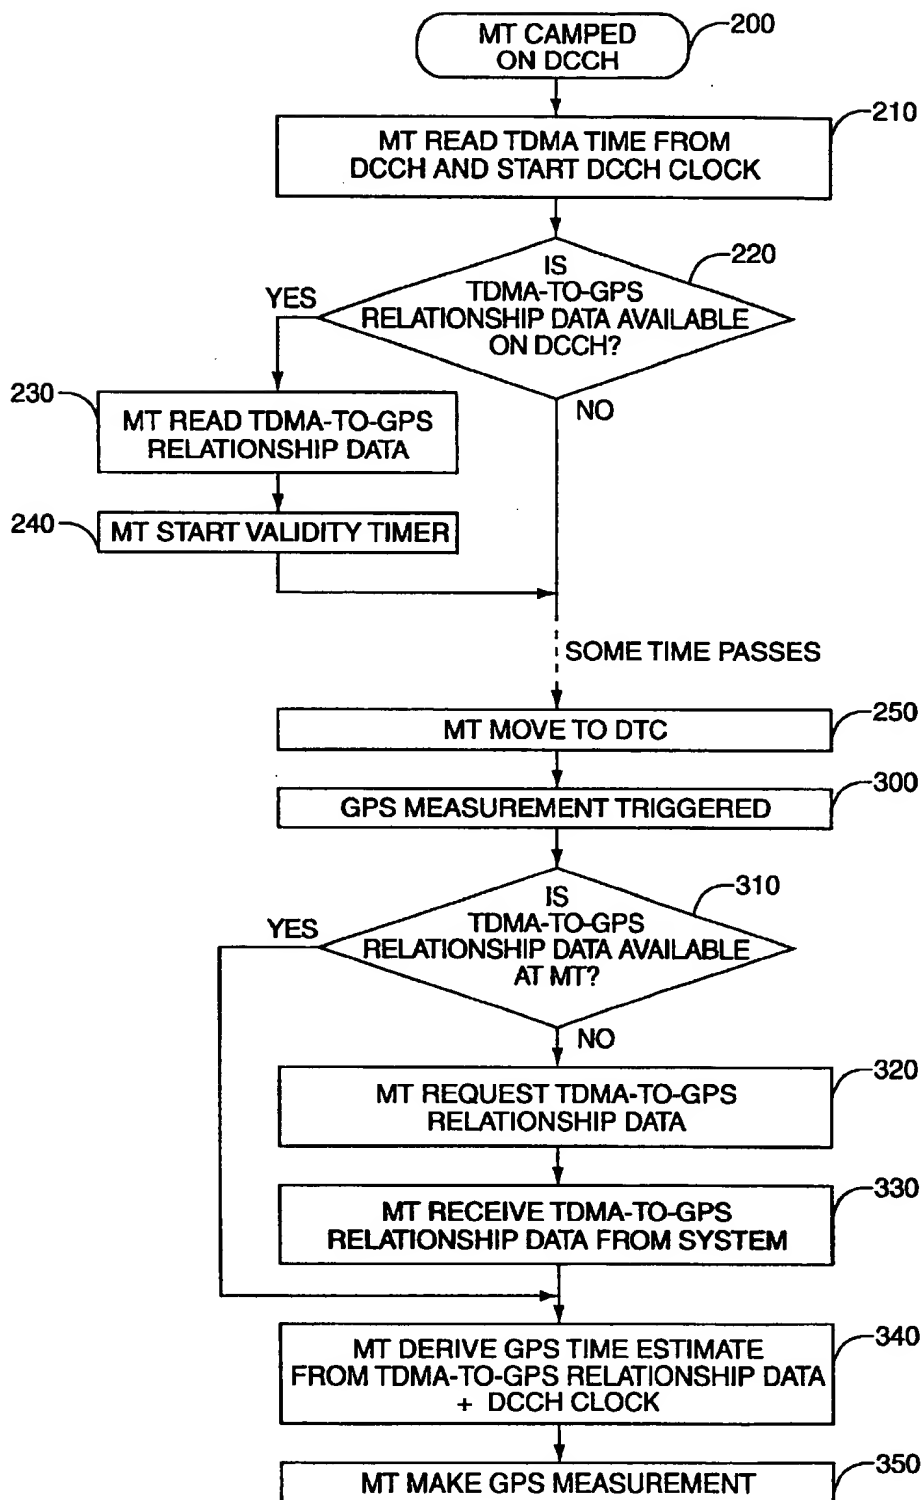 MT CAMPED
ON DCCH
200
MT READ TDMA TIME FROM
DCCH AND START DCCH CLOCK
210
IS
TDMA-TO-GPS
RELATIONSHIP DATA AVAILABLE
ON DCCH?
220
YES
NO
230
MT READ TDMA-TO-GPS
RELATIONSHIP DATA
240
MT START VALIDITY TIMER
SOME TIME PASSES
MT MOVE TO DTC
250
GPS MEASUREMENT TRIGGERED
300
IS
TDMA-TO-GPS
RELATIONSHIP DATA AVAILABLE
AT MT?
310
YES
NO
MT REQUEST TDMA-TO-GPS
RELATIONSHIP DATA
320
MT RECEIVE TDMA-TO-GPS
RELATIONSHIP DATA FROM SYSTEM
330
MT DERIVE GPS TIME ESTIMATE
FROM TDMA-TO-GPS RELATIONSHIP DATA
+ DCCH CLOCK
340
MT MAKE GPS MEASUREMENT
350